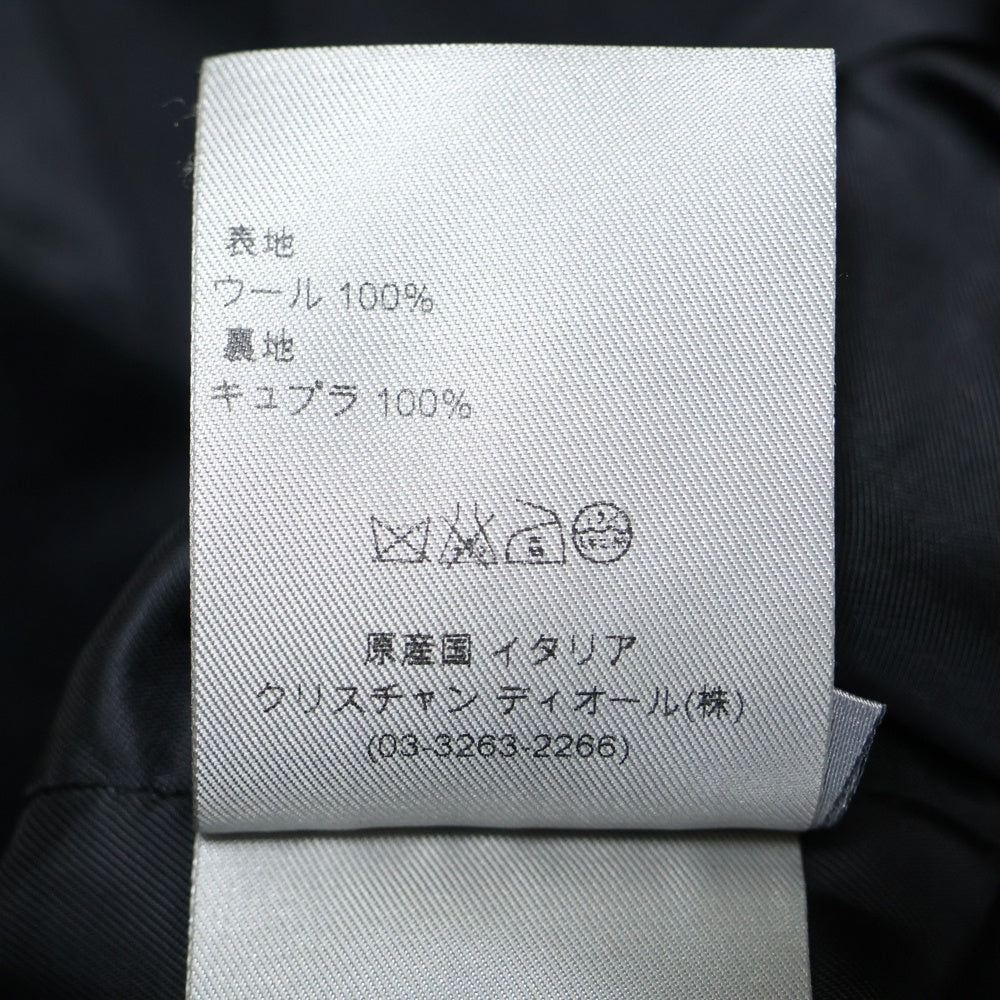 表地
ウール 100%
裏地
キュプラ 100%
原産国 イタリア
クリスチャン ディオール(株)
(03-3263-2266)